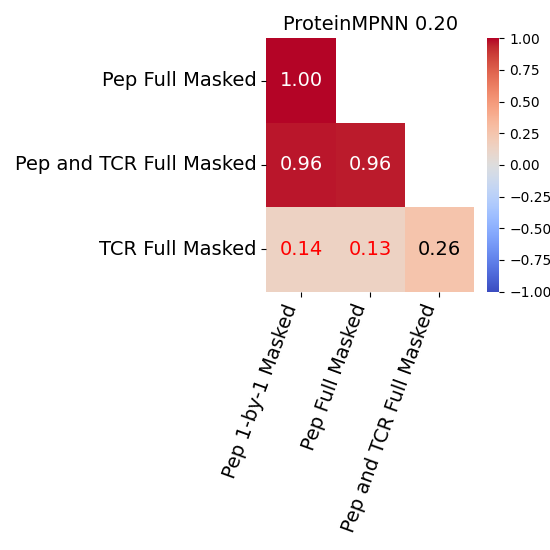 ProteinMPNN 0.20
Pep Full Masked
1.00
Pep and TCR Full Masked
0.96 0.96
TCR Full Masked
0.14 0.13 0.26
Pep 1-by-1 Masked
Pep Full Masked
Pep and TCR Full Masked
1.00
0.75
0.50
0.25
0.00
−0.25
−0.50
−0.75
−1.00